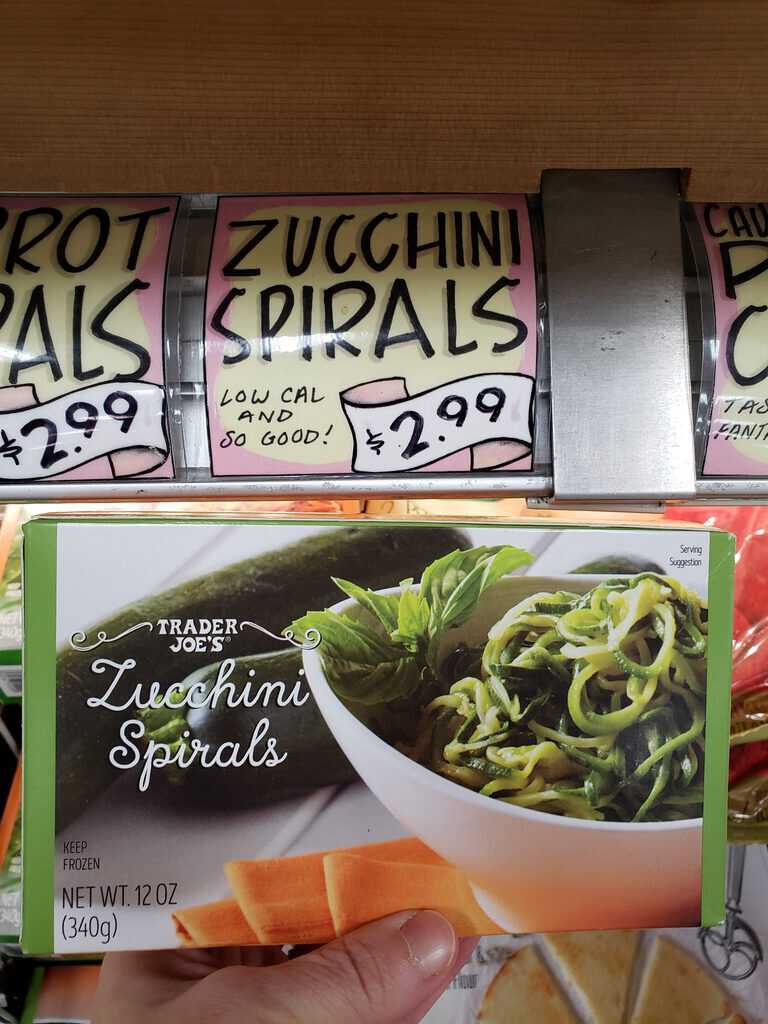 ROT
PALS
$2.99
ZUCCHINI
SPIRALS
LOW CAL
AND
SO GOOD!
$2.99
CAU
P
C
TAS
FANTA
Serving
Suggestion
TRADER
JOE'S®
Zucchini
Spirals
KEEP
FROZEN
NET WT. 12 OZ
(340g)